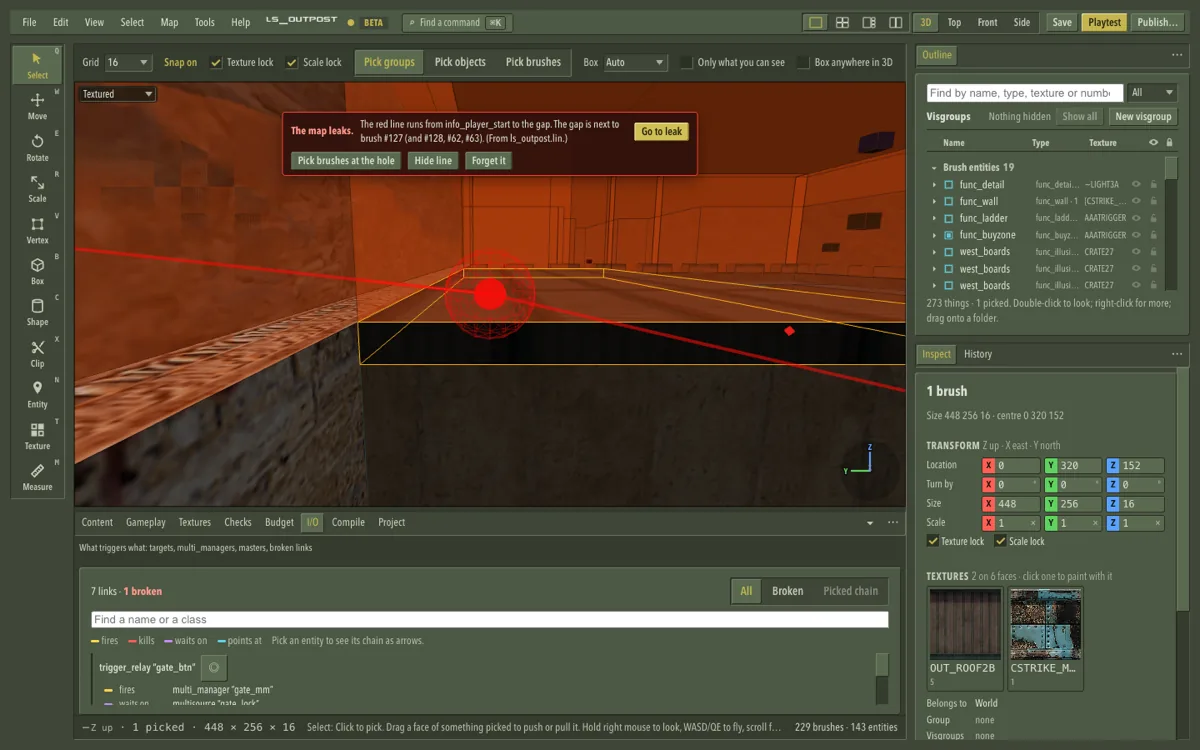 File Edit View Select Map Tools Help LS_OUTPOST BETA Find a command ⌘K 3D Top Front Side Save Playtest Publish...
Select Q
Move W
Rotate E
Scale R
Vertex V
Box B
Shape C
Clip X
Entity N
Texture T
Measure M
Grid 16 Snap on Texture lock Scale lock Pick groups Pick objects Pick brushes Box Auto Only what you can see Box anywhere in 3D
Textured
The map leaks. The red line runs from info_player_start to the gap. The gap is next to
brush #127 (and #128, #62, #63). (From ls_outpost.lin.)
Go to leak
Pick brushes at the hole Hide line Forget it
Z
Y
Content Gameplay Textures Checks Budget I/O Compile Project
What triggers what: targets, multi_managers, masters, broken links
7 links · 1 broken
All Broken Picked chain
Find a name or a class
fires kills waits on points at Pick an entity to see its chain as arrows.
trigger_relay "gate_btn"
fires multi_manager "gate_mm"
waits on multisource "gate_lock"
Z up · 1 picked · 448 × 256 × 16 Select: Click to pick. Drag a face of something picked to push or pull it. Hold right mouse to look, WASD/QE to fly, scroll f... 229 brushes · 143 entities
Outline
Find by name, type, texture or numbe All
Visgroups Nothing hidden Show all New visgroup
Name Type Texture
Brush entities 19
func_detail func_detai... ~LIGHT3A
func_wall func_wall · 1 [CSTRIKE_...
func_ladder func_ladd... AAATRIGGER
func_buyzone func_buyz... AAATRIGGER
west_boards func_illusi... CRATE27
west_boards func_illusi... CRATE27
west_boards func_illusi... CRATE27
273 things · 1 picked. Double-click to look; right-click for more;
drag onto a folder.
Inspect History
1 brush
Size 448 256 16 · centre 0 320 152
TRANSFORM Z up · X east · Y north
Location X 0 Y 320 Z 152
Turn by X 0 ° Y 0 ° Z 0 °
Size X 448 Y 256 Z 16
Scale X 1 × Y 1 × Z 1 ×
Texture lock Scale lock
TEXTURES 2 on 6 faces · click one to paint with it
OUT_ROOF2B CSTRIKE_M...
5 1
Belongs to World
Group none
Visgroups none